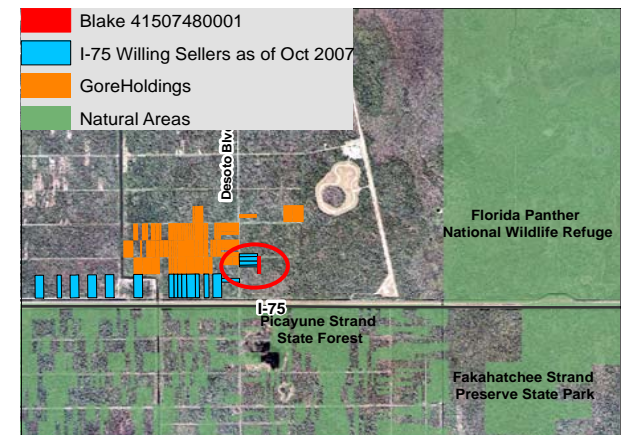 Blake 41507480001
I-75 Willing Sellers as of Oct 2007
GoreHoldings
Natural Areas
Desoto Blv
Florida Panther
National Wildlife Refuge
I-75
Picayune Strand
State Forest
Fakahatchee Strand
Preserve State Park